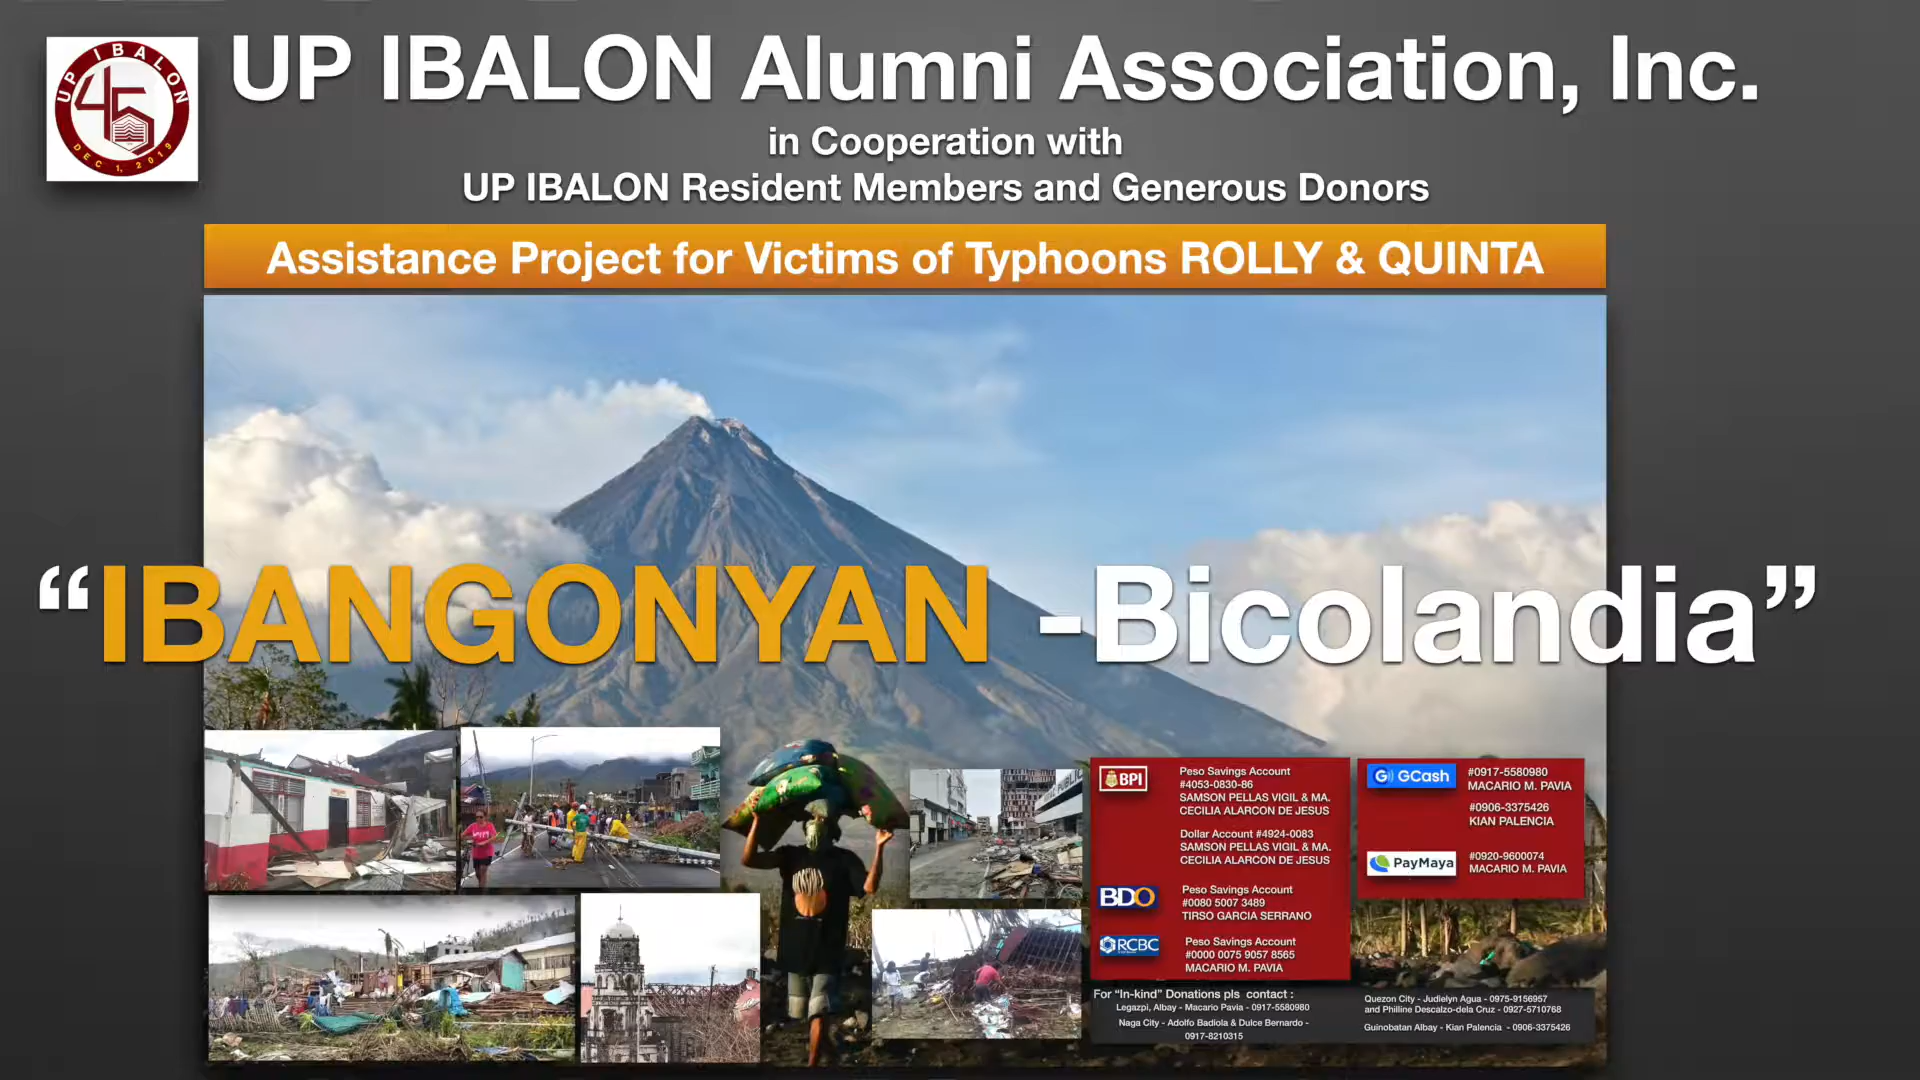 UP IBALON
45
DEC 1, 2019
UP IBALON Alumni Association, Inc.
in Cooperation with
UP IBALON Resident Members and Generous Donors
Assistance Project for Victims of Typhoons ROLLY & QUINTA
“IBANGONYAN -Bicolandia”
BPI
Peso Savings Account
#4053-0830-86
SAMSON PELLAS VIGIL & MA.
CECILIA ALARCON DE JESUS
Dollar Account #4924-0083
SAMSON PELLAS VIGIL & MA.
CECILIA ALARCON DE JESUS
BDO
Peso Savings Account
#0080 5007 3489
TIRSO GARCIA SERRANO
RCBC
Peso Savings Account
#0000 0075 9057 8565
MACARIO M. PAVIA
G GCash
#0917-5580980
MACARIO M. PAVIA
#0906-3375426
KIAN PALENCIA
PayMaya
#0920-9600074
MACARIO M. PAVIA
For “In-kind” Donations pls contact :
Legazpi, Albay - Macario Pavia - 0917-5580980
Naga City - Adolfo Badiola & Dulce Bernardo -
0917-8210315
Quezon City - Judielyn Agua - 0975-9156957
and Philline Descalzo-dela Cruz - 0927-5710768
Guinobatan Albay - Kian Palencia - 0906-3375426